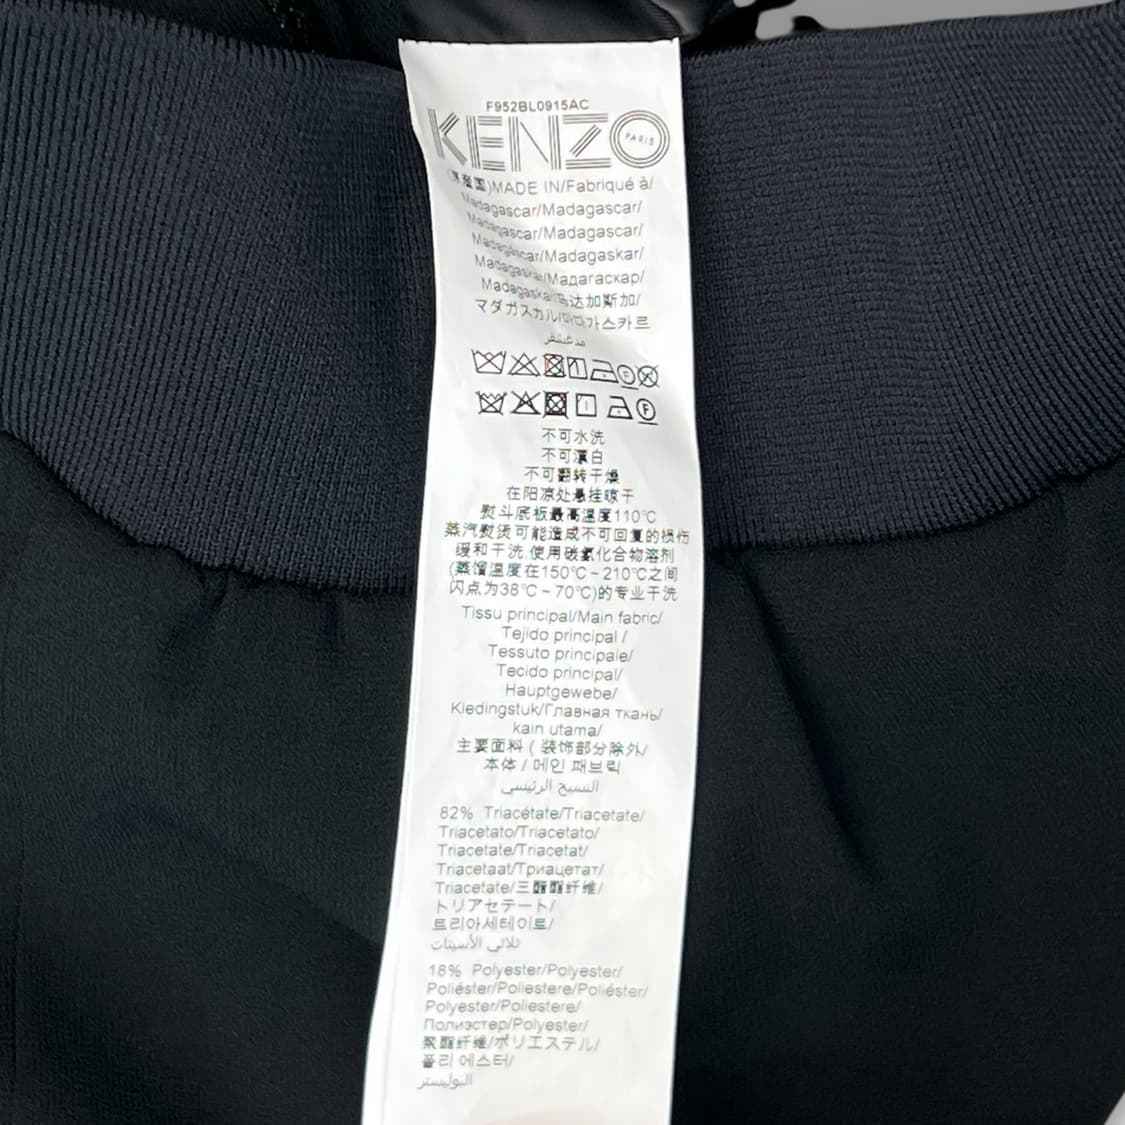 F952BL0915AC
KENZO PARIS
(原産国)MADE IN/Fabriqué à/
Madagascar/Madagascar/
Madagascar/Madagascar/
Madagascar/Madagaskar/
Madagaskar/Мадагаскар/
Madagaskar/马达加斯加/
マダガスカル/마다가스카르
مدغشقر
不可水洗
不可漂白
不可翻转干燥
在阳凉处悬挂晾干
熨斗底板最高温度110℃
蒸汽熨烫可能造成不可回复的损伤
缓和干洗,使用碳氢化合物溶剂
(蒸馏温度在150℃~210℃之间
闪点为38℃~70℃)的专业干洗
Tissu principal/Main fabric/
Tejido principal /
Tessuto principale/
Tecido principal/
Hauptgewebe/
Kledingstuk/Главная ткань/
kain utama/
主要面料 ( 装饰部分除外/
本体 / 메인 패브릭
النسيج الرئيسي
82% Triacétate/Triacetate/
Triacetato/Triacetato/
Triacetate/Triacetat/
Triacetaat/Триацетат/
Triacetate/三醋酯纤维/
トリアセテート/
트리아세테이트/
ثلاثي الأسيتات
18% Polyester/Polyester/
Poliéster/Poliestere/Poliéster/
Polyester/Poliestere/
Полиэстер/Polyester/
聚酯纤维/ポリエステル/
폴리 에스터/
البوليستر